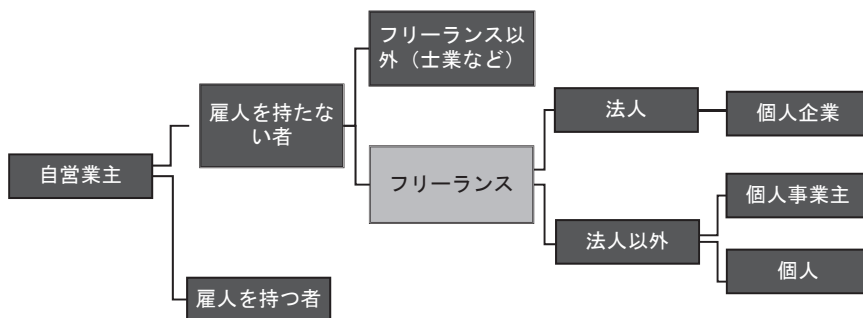 自営業主
雇人を持たな
い者
雇人を持つ者
フリーランス以
外（士業など）
フリーランス
法人
法人以外
個人企業
個人事業主
個人